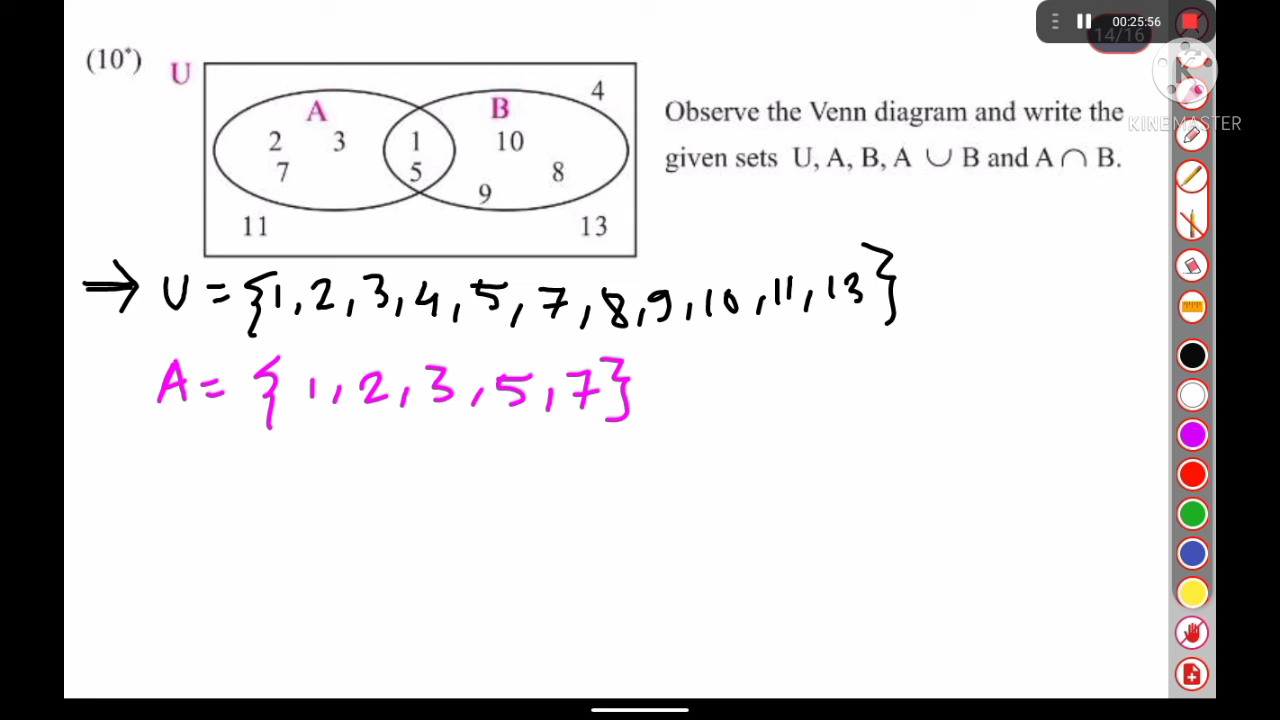 00:25:56
14/16
KINEMASTER
(10*)
U
A
B
4
2 3 1 10
7 5 8
9
11 13
Observe the Venn diagram and write the
given sets U, A, B, A ∪ B and A ∩ B.
⇒ U = {1, 2, 3, 4, 5, 7, 8, 9, 10, 11, 13}
A = { 1, 2, 3, 5, 7}